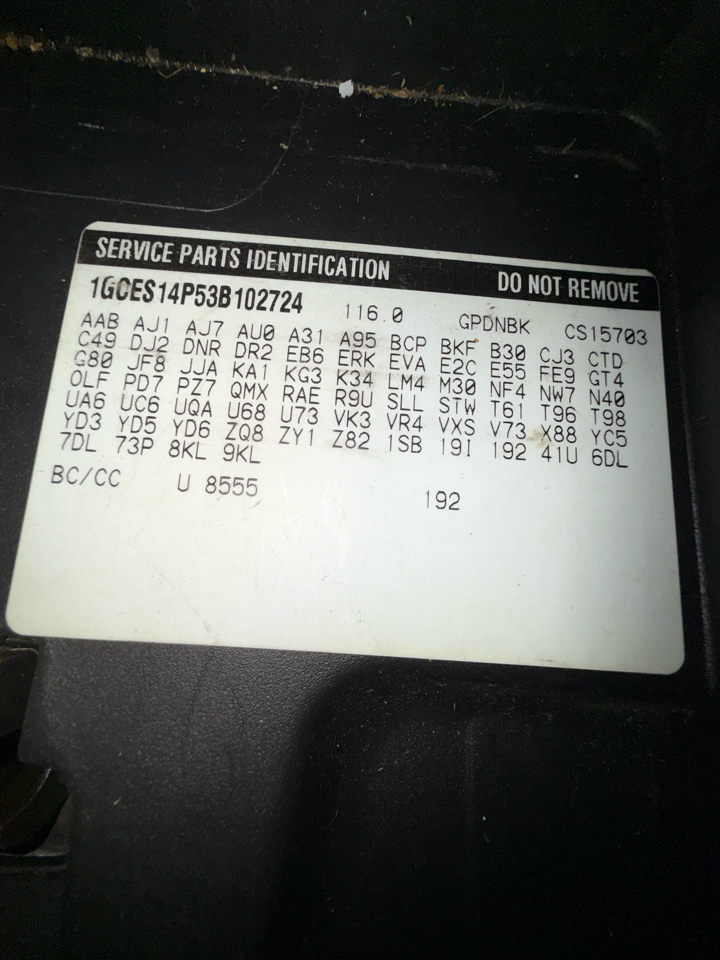 SERVICE PARTS IDENTIFICATION DO NOT REMOVE
1GCES14P53B102724 116.0 GPDNBK CS15703
AAB AJ1 AJ7 AU0 A31 A95 BCP BKF B30 CJ3 CTD
C49 DJ2 DNR DR2 EB6 ERK EVA E2C E55 FE9 GT4
G80 JF8 JJA KA1 KG3 K34 LM4 M30 NF4 NW7 N40
OLF PD7 PZ7 QMX RAE R9U SLL STW T61 T96 T98
UA6 UC6 UQA U68 U73 VK3 VR4 VXS V73 X88 YC5
YD3 YD5 YD6 ZQ8 ZY1 Z82 1SB 19I 192 41U 6DL
7DL 73P 8KL 9KL
BC/CC U 8555 192